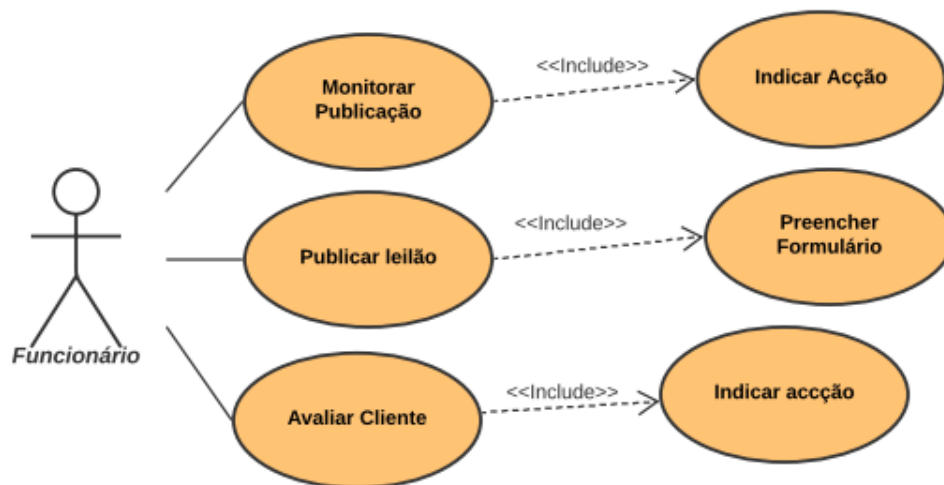 Monitorar
Publicação
<<Include>>
Indicar Acção
Publicar leilão
<<Include>>
Preencher
Formulário
Funcionário
Avaliar Cliente
<<Include>>
Indicar accção